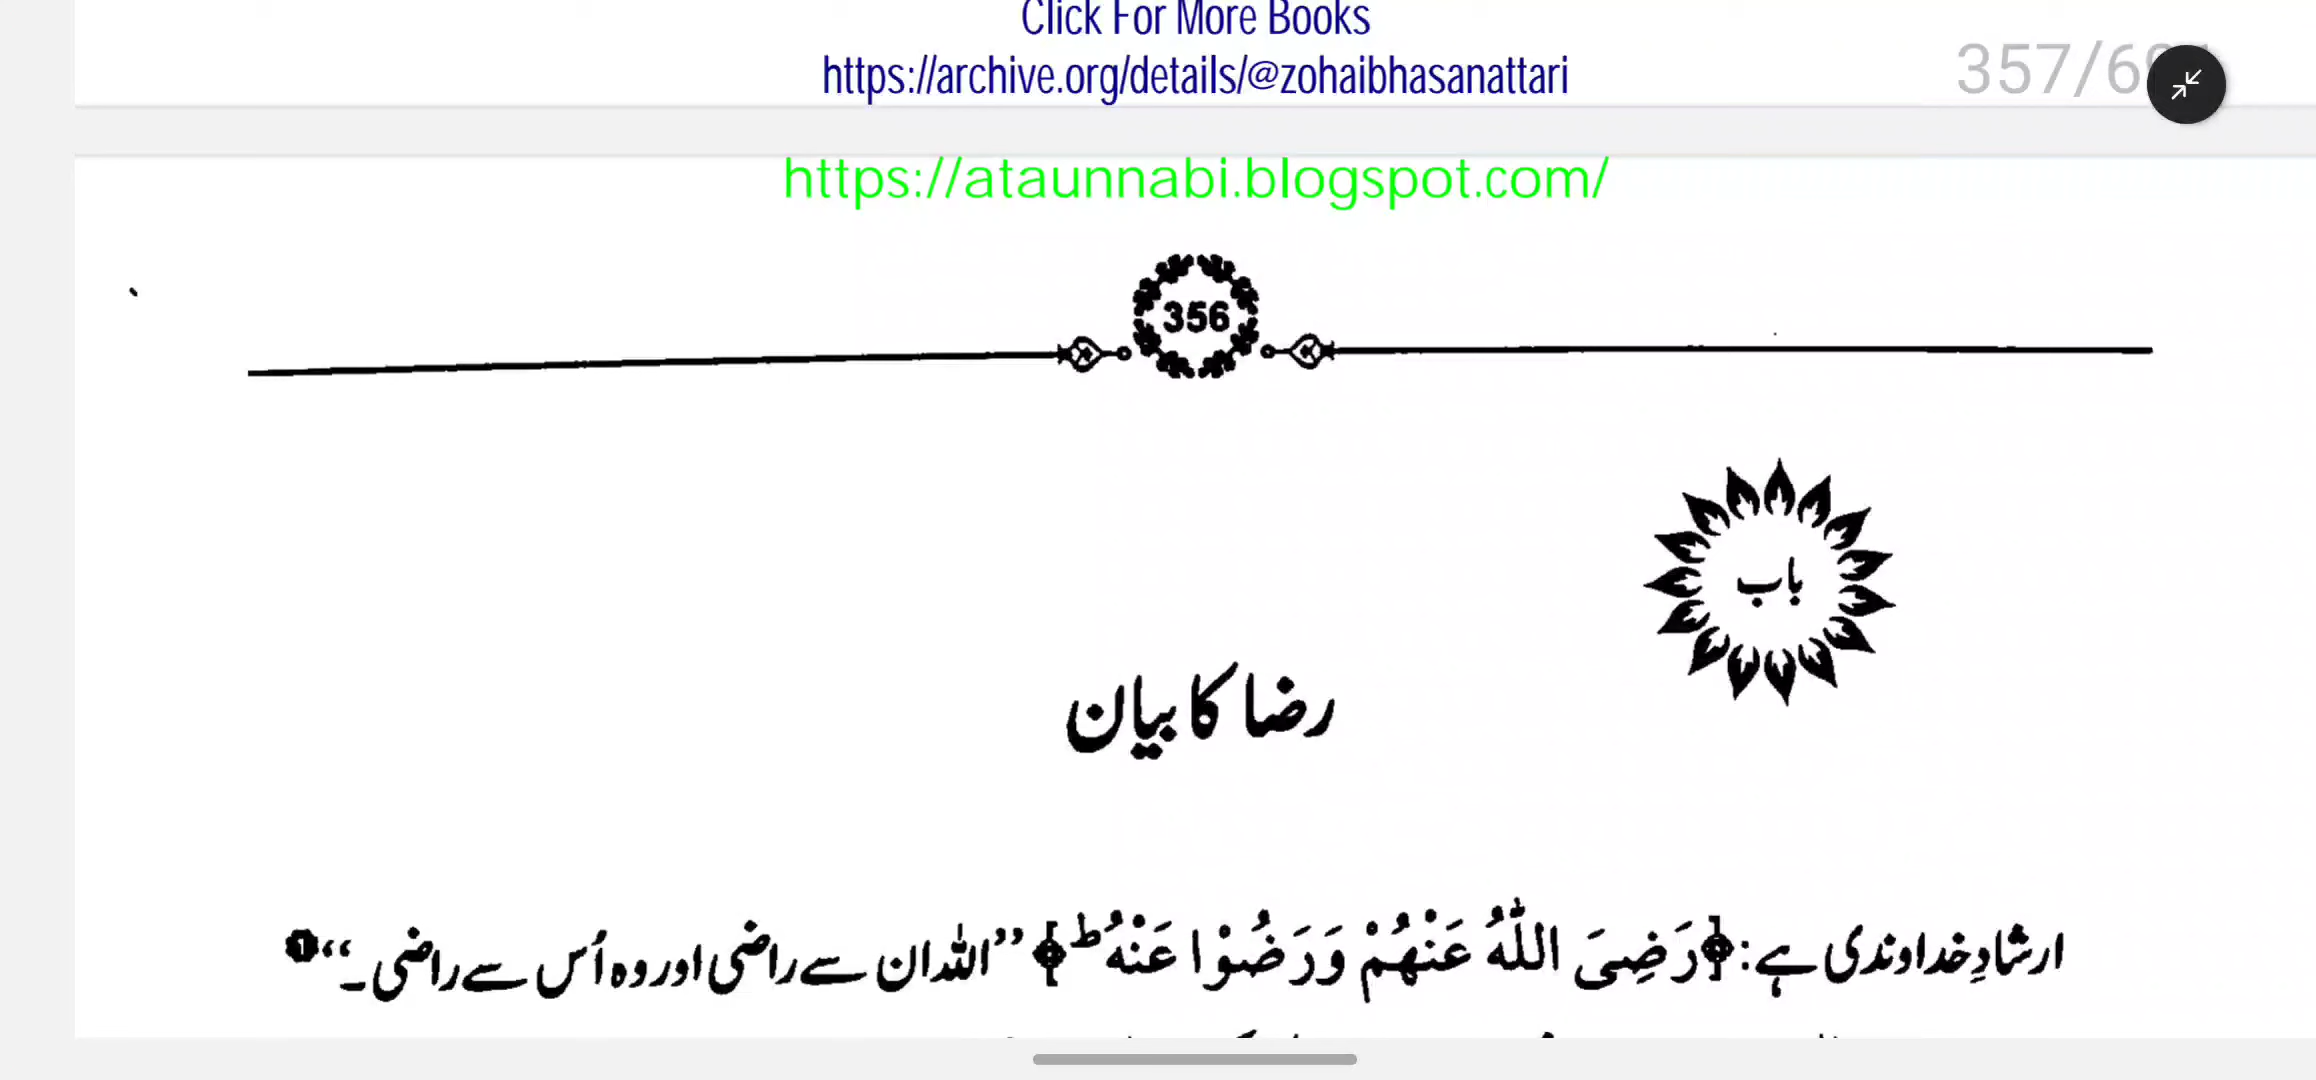 Click For More Books
https://archive.org/details/@zohaibhasanattari
357/6
https://ataunnabi.blogspot.com/
356
باب
رضا کا بیان
ارشادِ خداوندی ہے: ﴿رَضِیَ اللّٰهُ عَنْهُمْ وَرَضُوْا عَنْهُ ؕ﴾ ’’اللہ ان سے راضی اور وہ اُس سے راضی۔‘‘ ❶